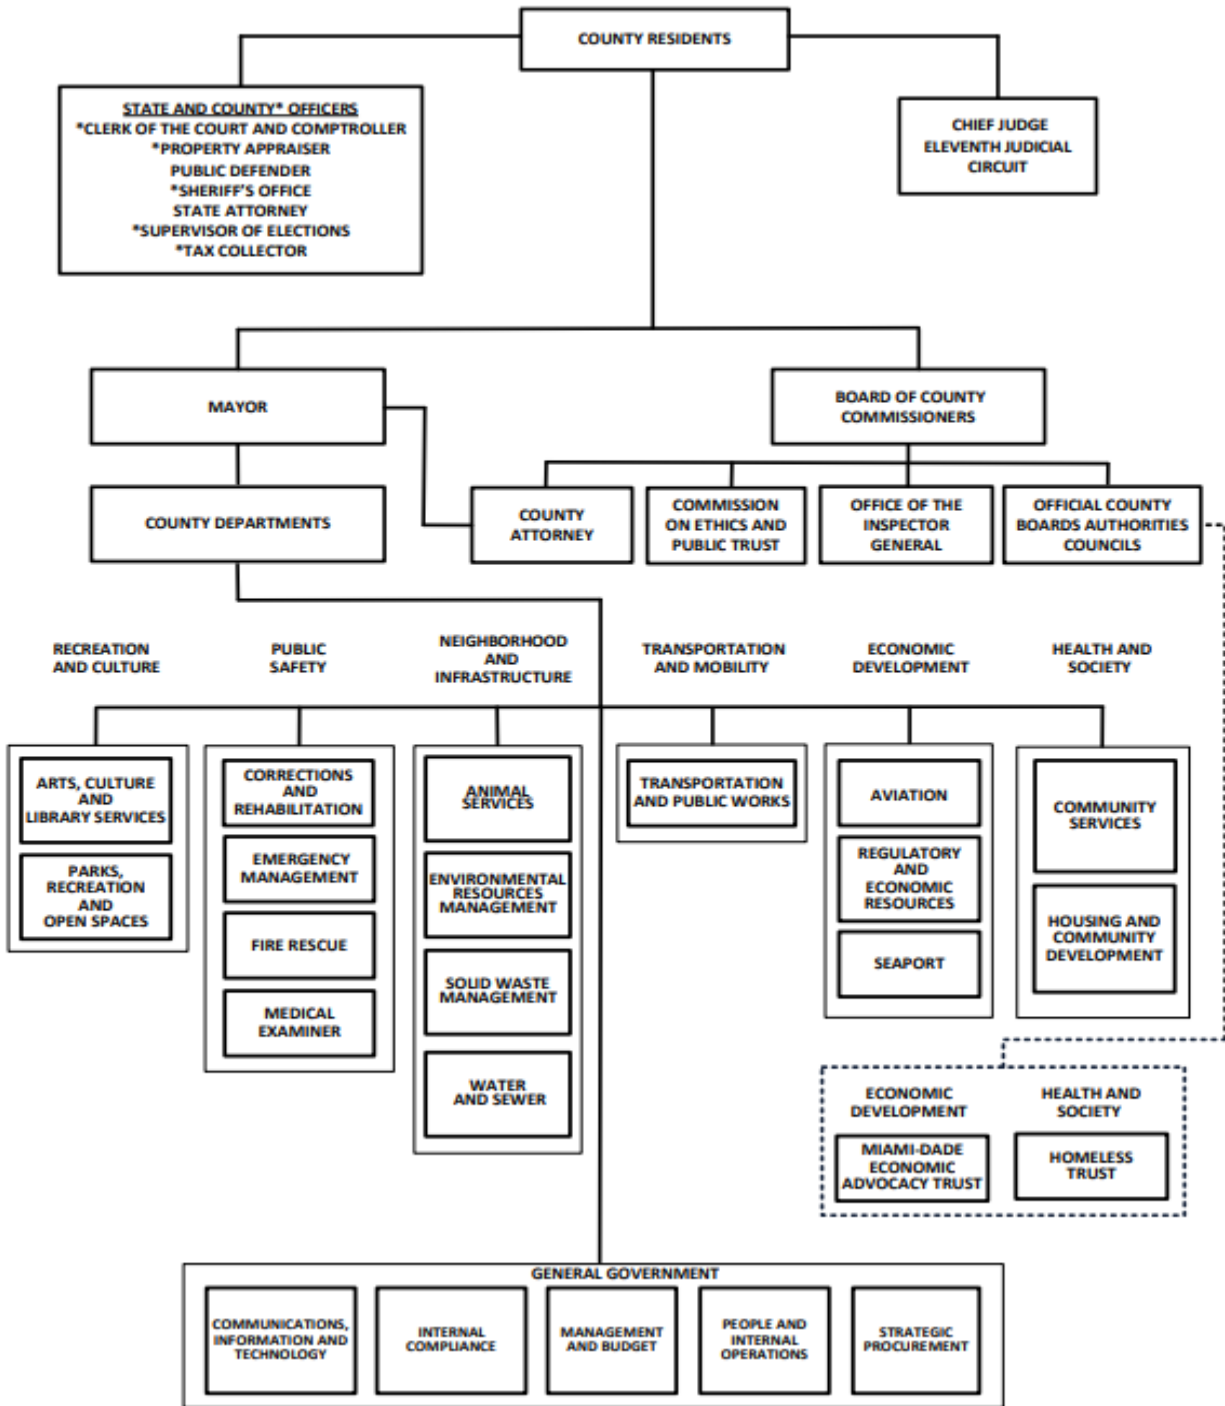 COUNTY RESIDENTS
STATE AND COUNTY* OFFICERS
*CLERK OF THE COURT AND COMPTROLLER
*PROPERTY APPRAISER
PUBLIC DEFENDER
*SHERIFF'S OFFICE
STATE ATTORNEY
*SUPERVISOR OF ELECTIONS
*TAX COLLECTOR
CHIEF JUDGE
ELEVENTH JUDICIAL
CIRCUIT
MAYOR
BOARD OF COUNTY
COMMISSIONERS
COUNTY DEPARTMENTS
COUNTY
ATTORNEY
COMMISSION
ON ETHICS AND
PUBLIC TRUST
OFFICE OF THE
INSPECTOR
GENERAL
OFFICIAL COUNTY
BOARDS AUTHORITIES
COUNCILS
RECREATION
AND CULTURE
PUBLIC
SAFETY
NEIGHBORHOOD
AND
INFRASTRUCTURE
TRANSPORTATION
AND MOBILITY
ECONOMIC
DEVELOPMENT
HEALTH AND
SOCIETY
ARTS, CULTURE
AND
LIBRARY SERVICES
PARKS,
RECREATION
AND
OPEN SPACES
CORRECTIONS
AND
REHABILITATION
EMERGENCY
MANAGEMENT
FIRE RESCUE
MEDICAL
EXAMINER
ANIMAL
SERVICES
ENVIRONMENTAL
RESOURCES
MANAGEMENT
SOLID WASTE
MANAGEMENT
WATER
AND SEWER
TRANSPORTATION
AND PUBLIC WORKS
AVIATION
REGULATORY
AND
ECONOMIC
RESOURCES
SEAPORT
COMMUNITY
SERVICES
HOUSING AND
COMMUNITY
DEVELOPMENT
ECONOMIC
DEVELOPMENT
MIAMI-DADE
ECONOMIC
ADVOCACY TRUST
HEALTH AND
SOCIETY
HOMELESS
TRUST
GENERAL GOVERNMENT
COMMUNICATIONS,
INFORMATION AND
TECHNOLOGY
INTERNAL
COMPLIANCE
MANAGEMENT
AND BUDGET
PEOPLE AND
INTERNAL
OPERATIONS
STRATEGIC
PROCUREMENT